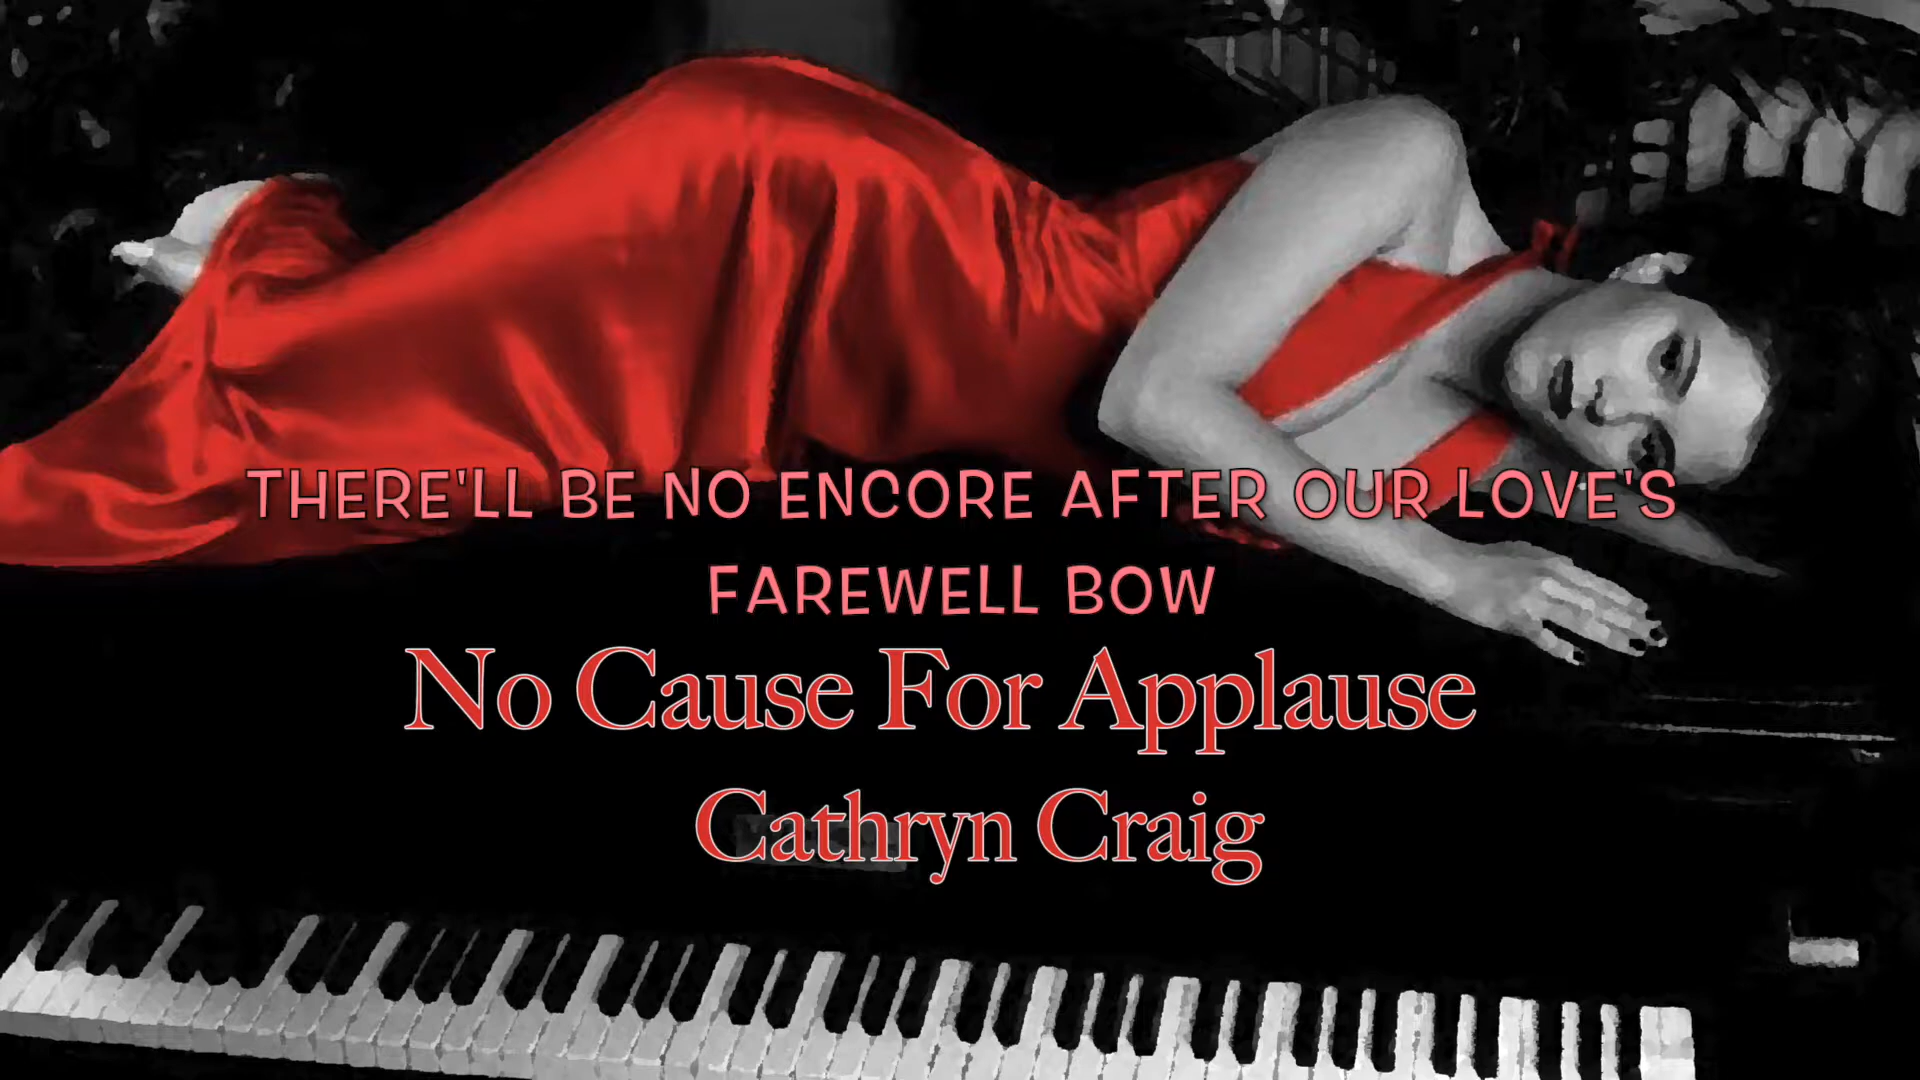 THERE'LL BE NO ENCORE AFTER OUR LOVE'S
FAREWELL BOW
No Cause For Applause
Cathryn Craig